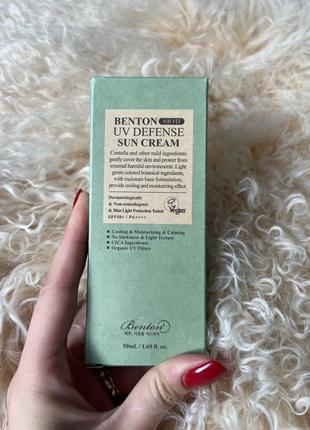 BENTON AIR FIT
UV DEFENSE
SUN CREAM
Centella and other mild ingredients
gently cover the skin and protect from
external harmful environments. Light
green colored botanical ingredients,
with moisture base formulation,
provide cooling and moisturizing effect.
Dermatologically
& Non-comedogenic
& Blue Light Protection Tested
SPF50+ / PA++++
Vegan
Cooling & Moisturizing & Calming
No Stickiness & Light Texture
CICA Ingredients
Organic UV Filters
Benton
50mL / 1.69 fl. oz.